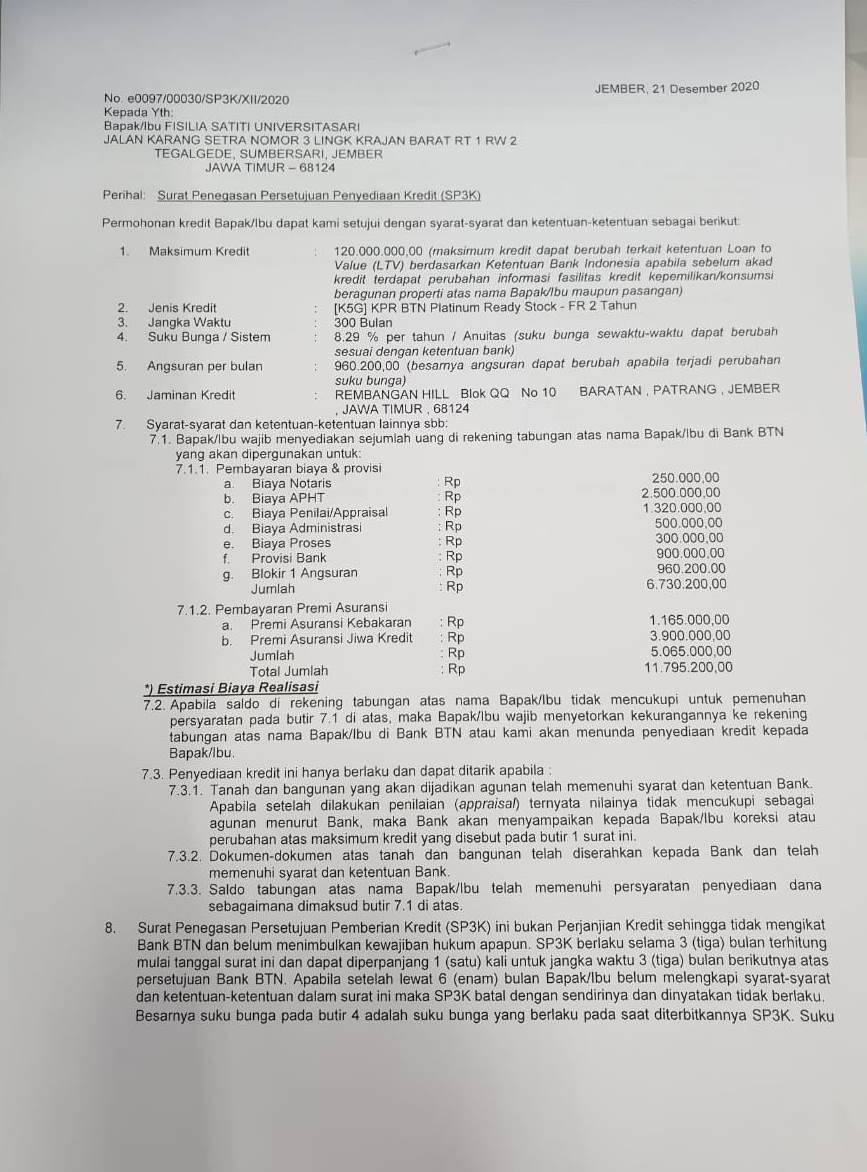 JEMBER, 21 Desember 2020
No. e0097/00030/SP3K/XII/2020
Kepada Yth:
Bapak/Ibu FISILIA SATITI UNIVERSITASARI
JALAN KARANG SETRA NOMOR 3 LINGK KRAJAN BARAT RT 1 RW 2
TEGALGEDE, SUMBERSARI, JEMBER
JAWA TIMUR – 68124
Perihal: Surat Penegasan Persetujuan Penyediaan Kredit (SP3K)
Permohonan kredit Bapak/Ibu dapat kami setujui dengan syarat-syarat dan ketentuan-ketentuan sebagai berikut:
1. Maksimum Kredit : 120.000.000,00 (maksimum kredit dapat berubah terkait ketentuan Loan to
Value (LTV) berdasarkan Ketentuan Bank Indonesia apabila sebelum akad
kredit terdapat perubahan informasi fasilitas kredit kepemilikan/konsumsi
beragunan properti atas nama Bapak/Ibu maupun pasangan)
2. Jenis Kredit : [K5G] KPR BTN Platinum Ready Stock - FR 2 Tahun
3. Jangka Waktu : 300 Bulan
4. Suku Bunga / Sistem : 8.29 % per tahun / Anuitas (suku bunga sewaktu-waktu dapat berubah
sesuai dengan ketentuan bank)
5. Angsuran per bulan : 960.200,00 (besarnya angsuran dapat berubah apabila terjadi perubahan
suku bunga)
6. Jaminan Kredit : REMBANGAN HILL Blok QQ No 10 BARATAN , PATRANG , JEMBER
, JAWA TIMUR , 68124
7. Syarat-syarat dan ketentuan-ketentuan lainnya sbb:
7.1. Bapak/Ibu wajib menyediakan sejumlah uang di rekening tabungan atas nama Bapak/Ibu di Bank BTN
yang akan dipergunakan untuk:
7.1.1. Pembayaran biaya & provisi
a. Biaya Notaris : Rp 250.000,00
b. Biaya APHT : Rp 2.500.000,00
c. Biaya Penilai/Appraisal : Rp 1.320.000,00
d. Biaya Administrasi : Rp 500.000,00
e. Biaya Proses : Rp 300.000,00
f. Provisi Bank : Rp 900.000,00
g. Blokir 1 Angsuran : Rp 960.200.00
Jumlah : Rp 6.730.200,00
7.1.2. Pembayaran Premi Asuransi
a. Premi Asuransi Kebakaran : Rp 1.165.000,00
b. Premi Asuransi Jiwa Kredit : Rp 3.900.000,00
Jumlah : Rp 5.065.000,00
Total Jumlah : Rp 11.795.200,00
*) Estimasi Biaya Realisasi
7.2. Apabila saldo di rekening tabungan atas nama Bapak/Ibu tidak mencukupi untuk pemenuhan
persyaratan pada butir 7.1 di atas, maka Bapak/Ibu wajib menyetorkan kekurangannya ke rekening
tabungan atas nama Bapak/Ibu di Bank BTN atau kami akan menunda penyediaan kredit kepada
Bapak/Ibu.
7.3. Penyediaan kredit ini hanya berlaku dan dapat ditarik apabila :
7.3.1. Tanah dan bangunan yang akan dijadikan agunan telah memenuhi syarat dan ketentuan Bank.
Apabila setelah dilakukan penilaian (appraisal) ternyata nilainya tidak mencukupi sebagai
agunan menurut Bank, maka Bank akan menyampaikan kepada Bapak/Ibu koreksi atau
perubahan atas maksimum kredit yang disebut pada butir 1 surat ini.
7.3.2. Dokumen-dokumen atas tanah dan bangunan telah diserahkan kepada Bank dan telah
memenuhi syarat dan ketentuan Bank.
7.3.3. Saldo tabungan atas nama Bapak/Ibu telah memenuhi persyaratan penyediaan dana
sebagaimana dimaksud butir 7.1 di atas.
8. Surat Penegasan Persetujuan Pemberian Kredit (SP3K) ini bukan Perjanjian Kredit sehingga tidak mengikat
Bank BTN dan belum menimbulkan kewajiban hukum apapun. SP3K berlaku selama 3 (tiga) bulan terhitung
mulai tanggal surat ini dan dapat diperpanjang 1 (satu) kali untuk jangka waktu 3 (tiga) bulan berikutnya atas
persetujuan Bank BTN. Apabila setelah lewat 6 (enam) bulan Bapak/Ibu belum melengkapi syarat-syarat
dan ketentuan-ketentuan dalam surat ini maka SP3K batal dengan sendirinya dan dinyatakan tidak berlaku.
Besarnya suku bunga pada butir 4 adalah suku bunga yang berlaku pada saat diterbitkannya SP3K. Suku